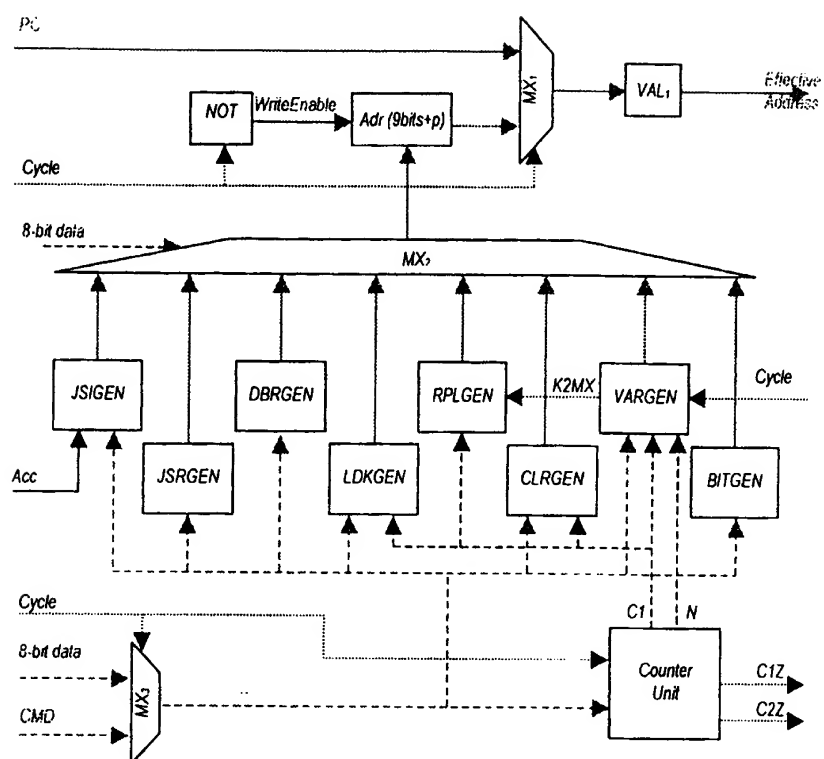 PC
MX₁
VAL₁
Effective
Address
NOT
WriteEnable
Adr (9bits+p)
Cycle
8-bit data
MX₂
JSIGEN
DBRGEN
RPLGEN
K2MX
VARGEN
Cycle
Acc
JSRGEN
LDKGEN
CLRGEN
BITGEN
Cycle
C1
N
8-bit data
MX₃
CMD
Counter
Unit
C1Z
C2Z